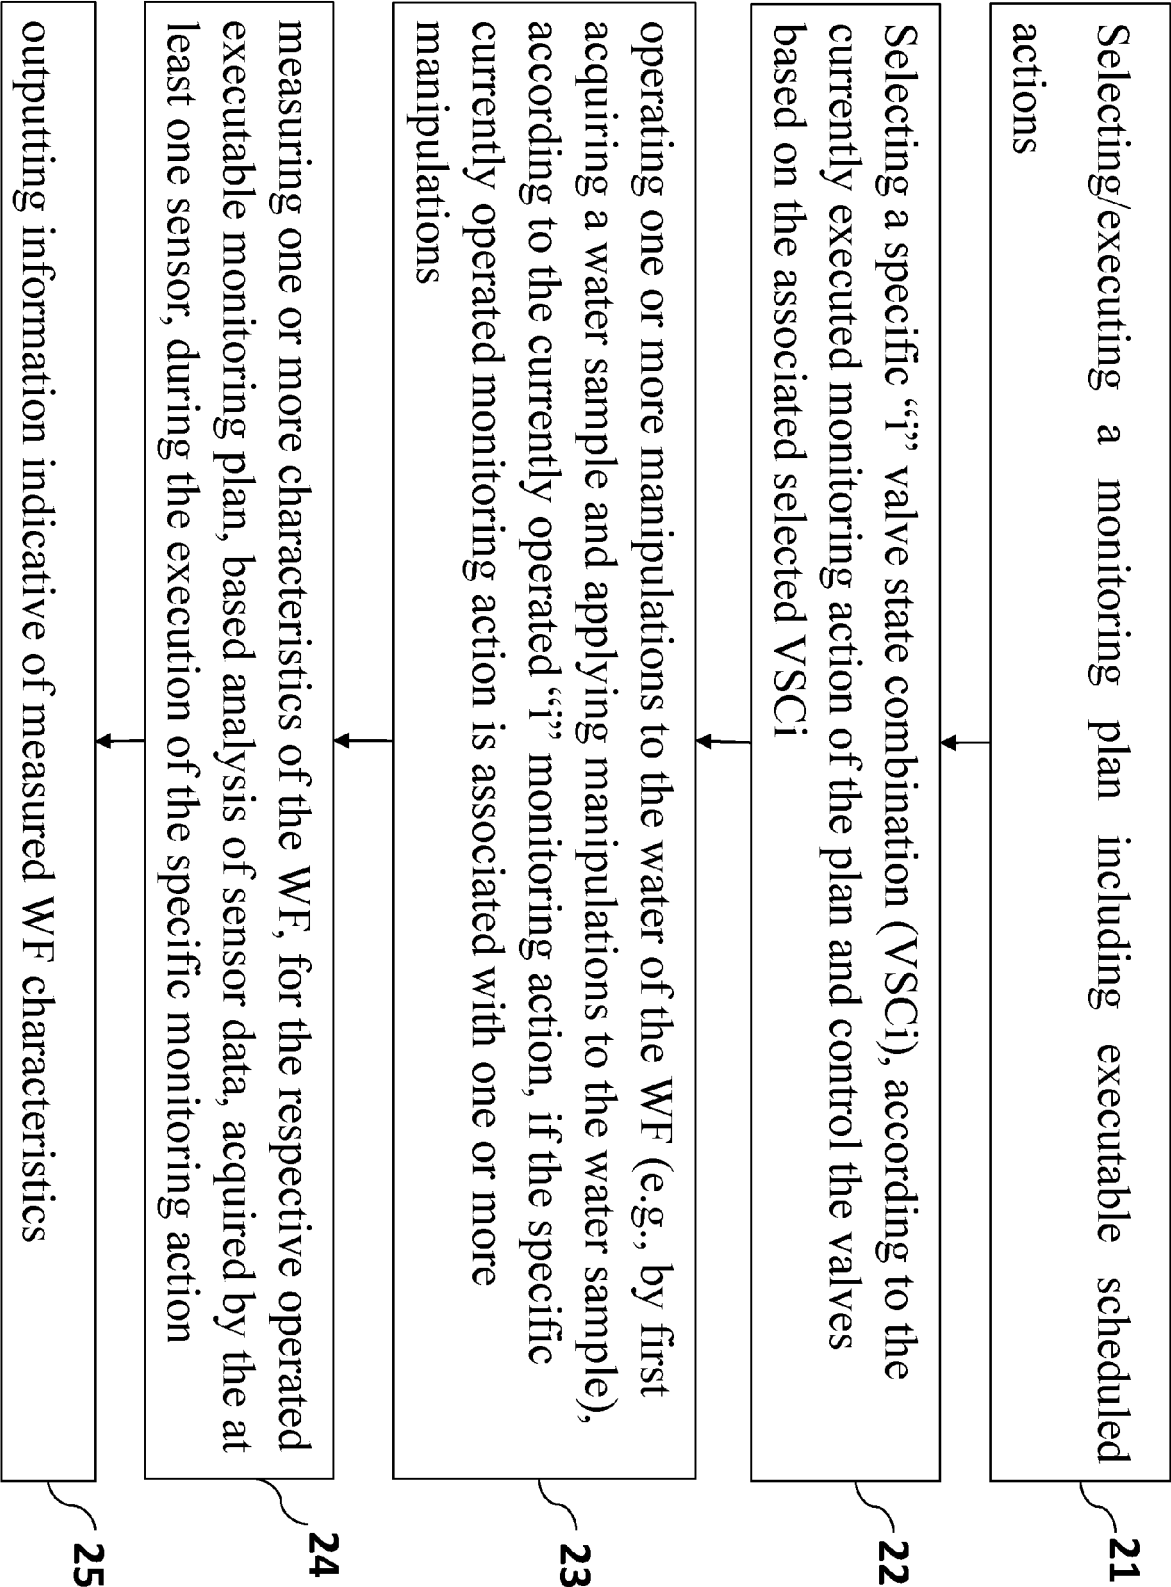 Selecting/executing a monitoring plan including executable scheduled
actions
21
Selecting a specific “i” valve state combination (VSCi), according to the
currently executed monitoring action of the plan and control the valves
based on the associated selected VSCi
22
operating one or more manipulations to the water of the WF (e.g., by first
acquiring a water sample and applying manipulations to the water sample),
according to the currently operated “i” monitoring action, if the specific
currently operated monitoring action is associated with one or more
manipulations
23
measuring one or more characteristics of the WF, for the respective operated
executable monitoring plan, based analysis of sensor data, acquired by the at
least one sensor, during the execution of the specific monitoring action
24
outputting information indicative of measured WF characteristics
25